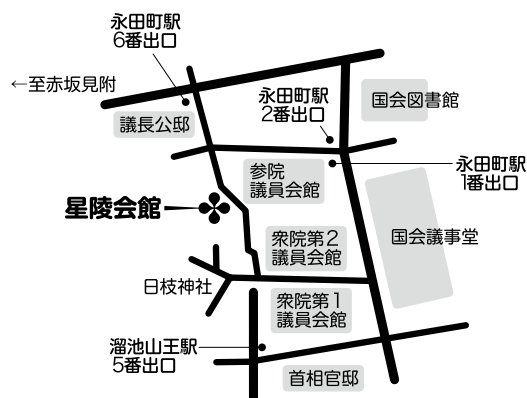 永田町駅
6番出口
←至赤坂見附
議長公邸
永田町駅
2番出口
国会図書館
永田町駅
1番出口
参院
議員会館
星陵会館
国会議事堂
衆院第2
議員会館
日枝神社
衆院第1
議員会館
溜池山王駅
5番出口
首相官邸